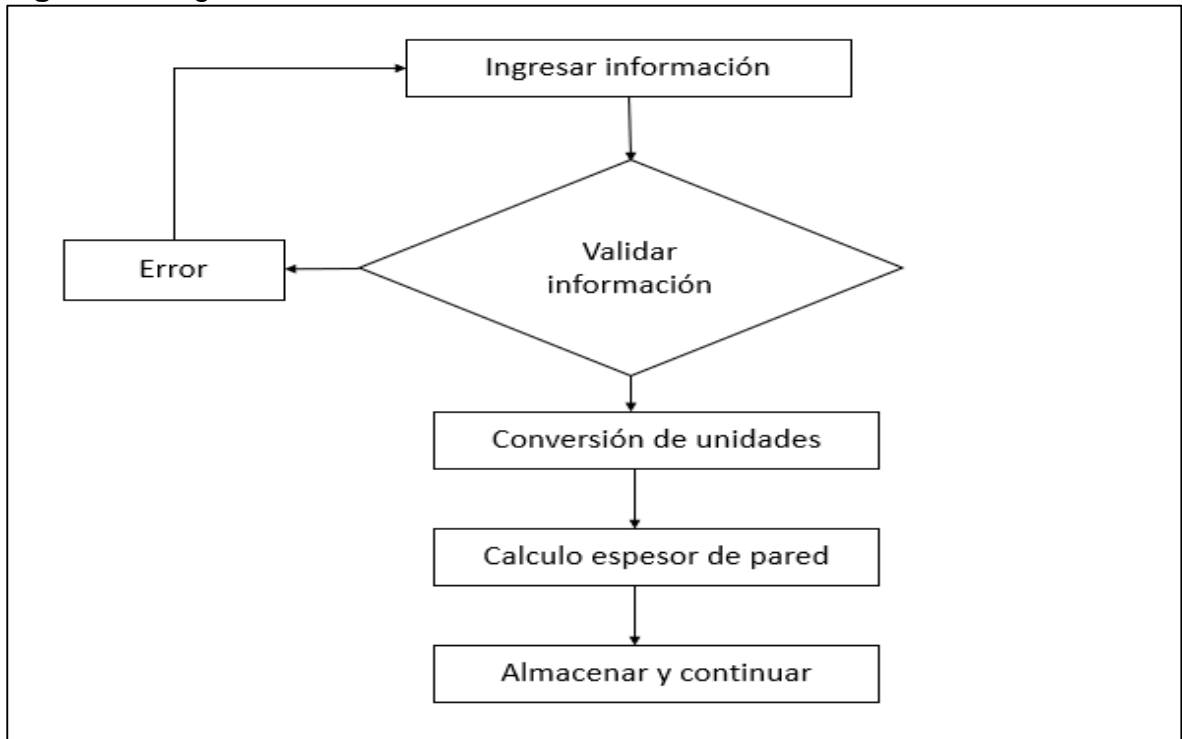 Ingresar información
Validar
información
Error
Conversión de unidades
Calculo espesor de pared
Almacenar y continuar